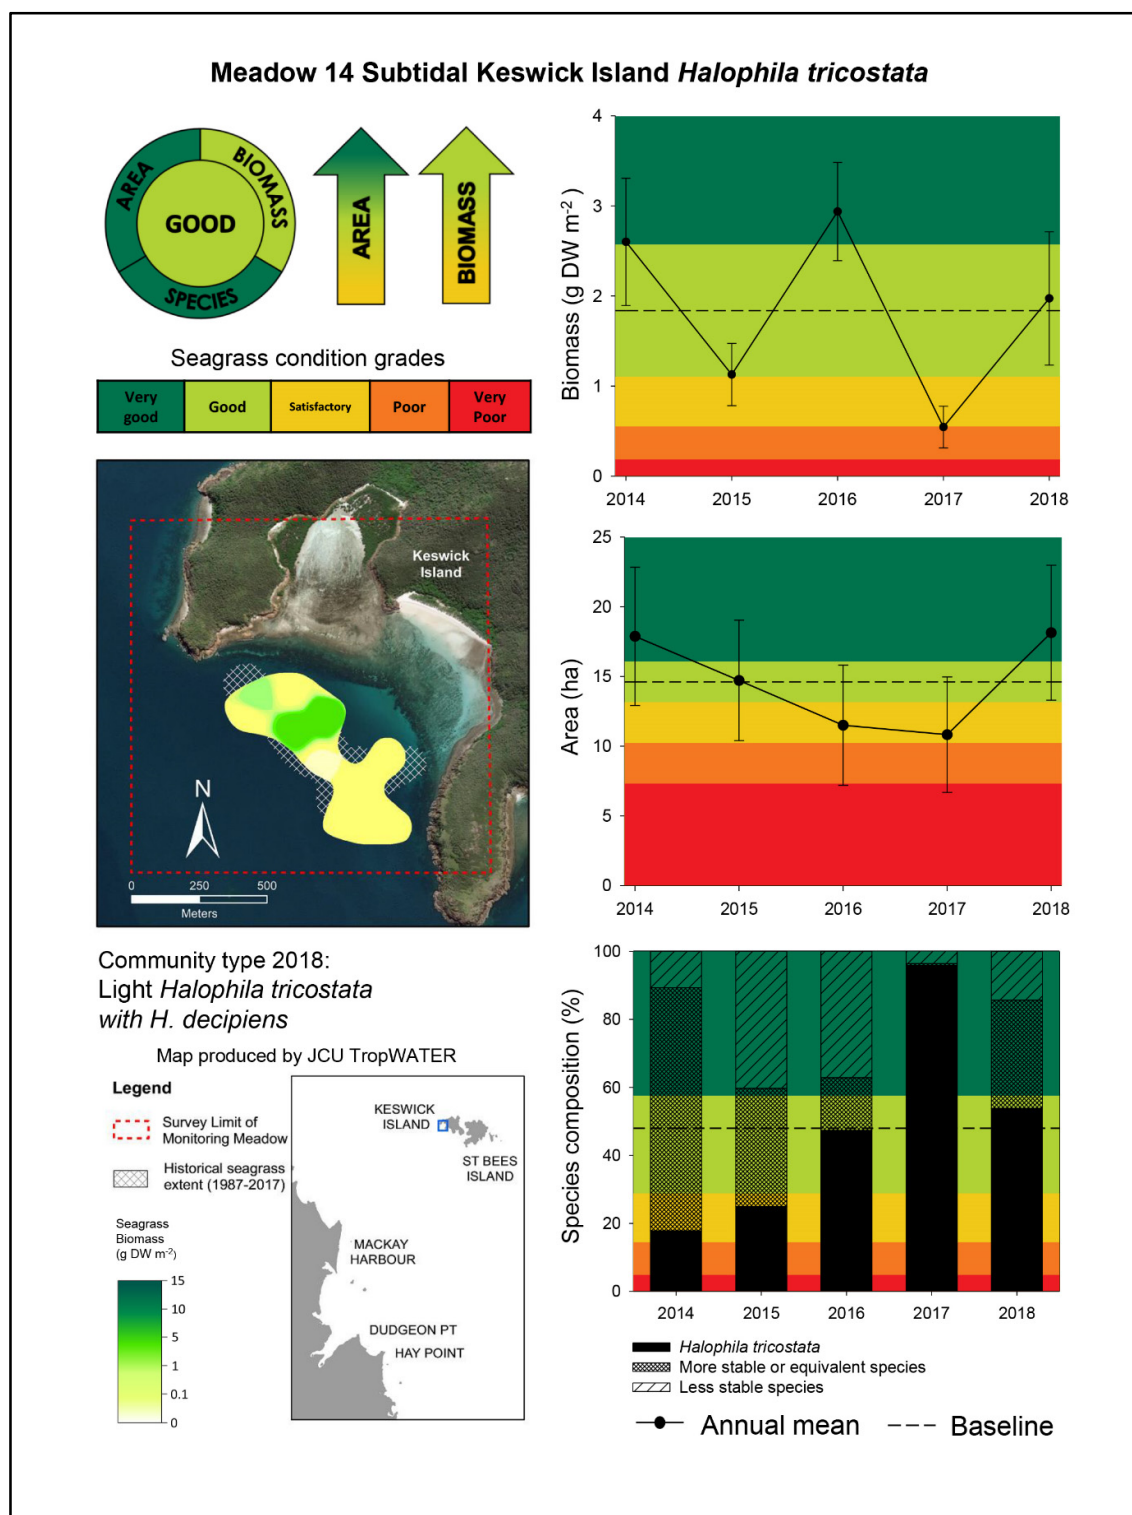 Meadow 14 Subtidal Keswick Island Halophila tricostata
AREA
BIOMASS
SPECIES
GOOD
AREA
BIOMASS
Seagrass condition grades
Very good
Good
Satisfactory
Poor
Very Poor
Keswick
Island
N
0 250 500
Meters
Community type 2018:
Light Halophila tricostata
with H. decipiens
Map produced by JCU TropWATER
Legend
Survey Limit of
Monitoring Meadow
Historical seagrass
extent (1987-2017)
Seagrass
Biomass
(g DW m-2)
15
10
5
1
0.1
0
KESWICK
ISLAND
ST BEES
ISLAND
MACKAY
HARBOUR
DUDGEON PT
HAY POINT
Biomass (g DW m-2)
4
3
2
1
0
2014 2015 2016 2017 2018
Area (ha)
25
20
15
10
5
0
2014 2015 2016 2017 2018
Species composition (%)
100
80
60
40
20
0
2014 2015 2016 2017 2018
Halophila tricostata
More stable or equivalent species
Less stable species
Annual mean
Baseline